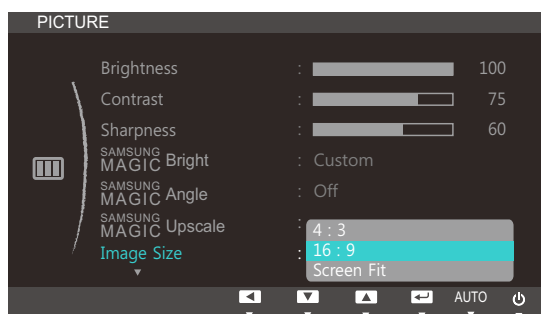 PICTURE
Brightness : 100
Contrast : 75
Sharpness : 60
SAMSUNG MAGIC Bright : Custom
SAMSUNG MAGIC Angle : Off
SAMSUNG MAGIC Upscale :
Image Size :
4 : 3
16 : 9
Screen Fit
AUTO